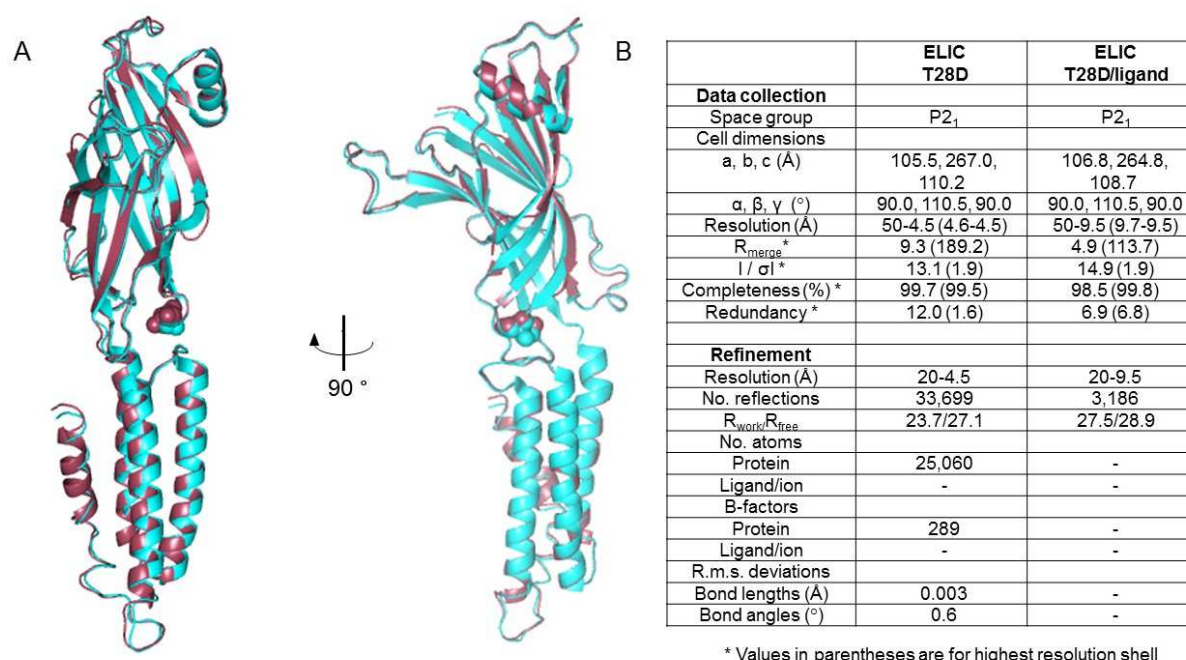 A
B
90 °
ELIC T28D ELIC T28D/ligand
Data collection
Space group P2₁ P2₁
Cell dimensions
a, b, c (Å) 105.5, 267.0, 110.2 106.8, 264.8, 108.7
α, β, γ (°) 90.0, 110.5, 90.0 90.0, 110.5, 90.0
Resolution (Å) 50-4.5 (4.6-4.5) 50-9.5 (9.7-9.5)
Rmerge* 9.3 (189.2) 4.9 (113.7)
I / σI * 13.1 (1.9) 14.9 (1.9)
Completeness (%) * 99.7 (99.5) 98.5 (99.8)
Redundancy * 12.0 (1.6) 6.9 (6.8)
Refinement
Resolution (Å) 20-4.5 20-9.5
No. reflections 33,699 3,186
Rwork/Rfree 23.7/27.1 27.5/28.9
No. atoms
Protein 25,060 -
Ligand/ion - -
B-factors
Protein 289 -
Ligand/ion - -
R.m.s. deviations
Bond lengths (Å) 0.003 -
Bond angles (°) 0.6 -
* Values in parentheses are for highest resolution shell